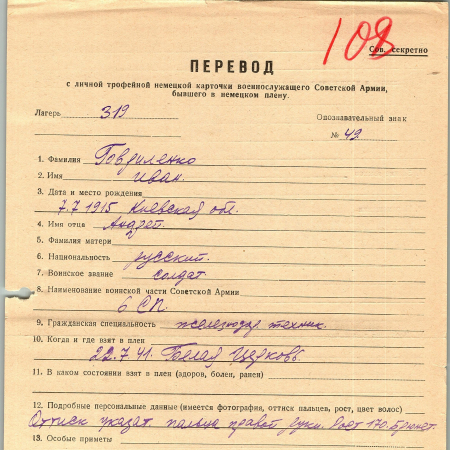 108
Сов. секретно
ПЕРЕВОД
с личной трофейной немецкой карточки военнослужащего Советской Армии,
бывшего в немецком плену.
Лагерь 319
Опознавательный знак
№ 49
1. Фамилия Говриленко
2. Имя Иван.
3. Дата и место рождения
7.7 1915 Киевская обл.
4. Имя отца Андрей.
5. Фамилия матери
6. Национальность русский.
7. Воинское звание солдат.
8. Наименование воинской части Советской Армии
6 СП.
9. Гражданская специальность железнодор техник.
10. Когда и где взят в плен
22.7.41. Белая Церковь.
11. В каком состоянии взят в плен (здоров, болен, ранен)
12. Подробные персональные данные (имеется фотография, оттиск пальцев, рост, цвет волос)
Оттиск указат. пальца правой руки. Рост 170. Брюнет.
13. Особые приметы